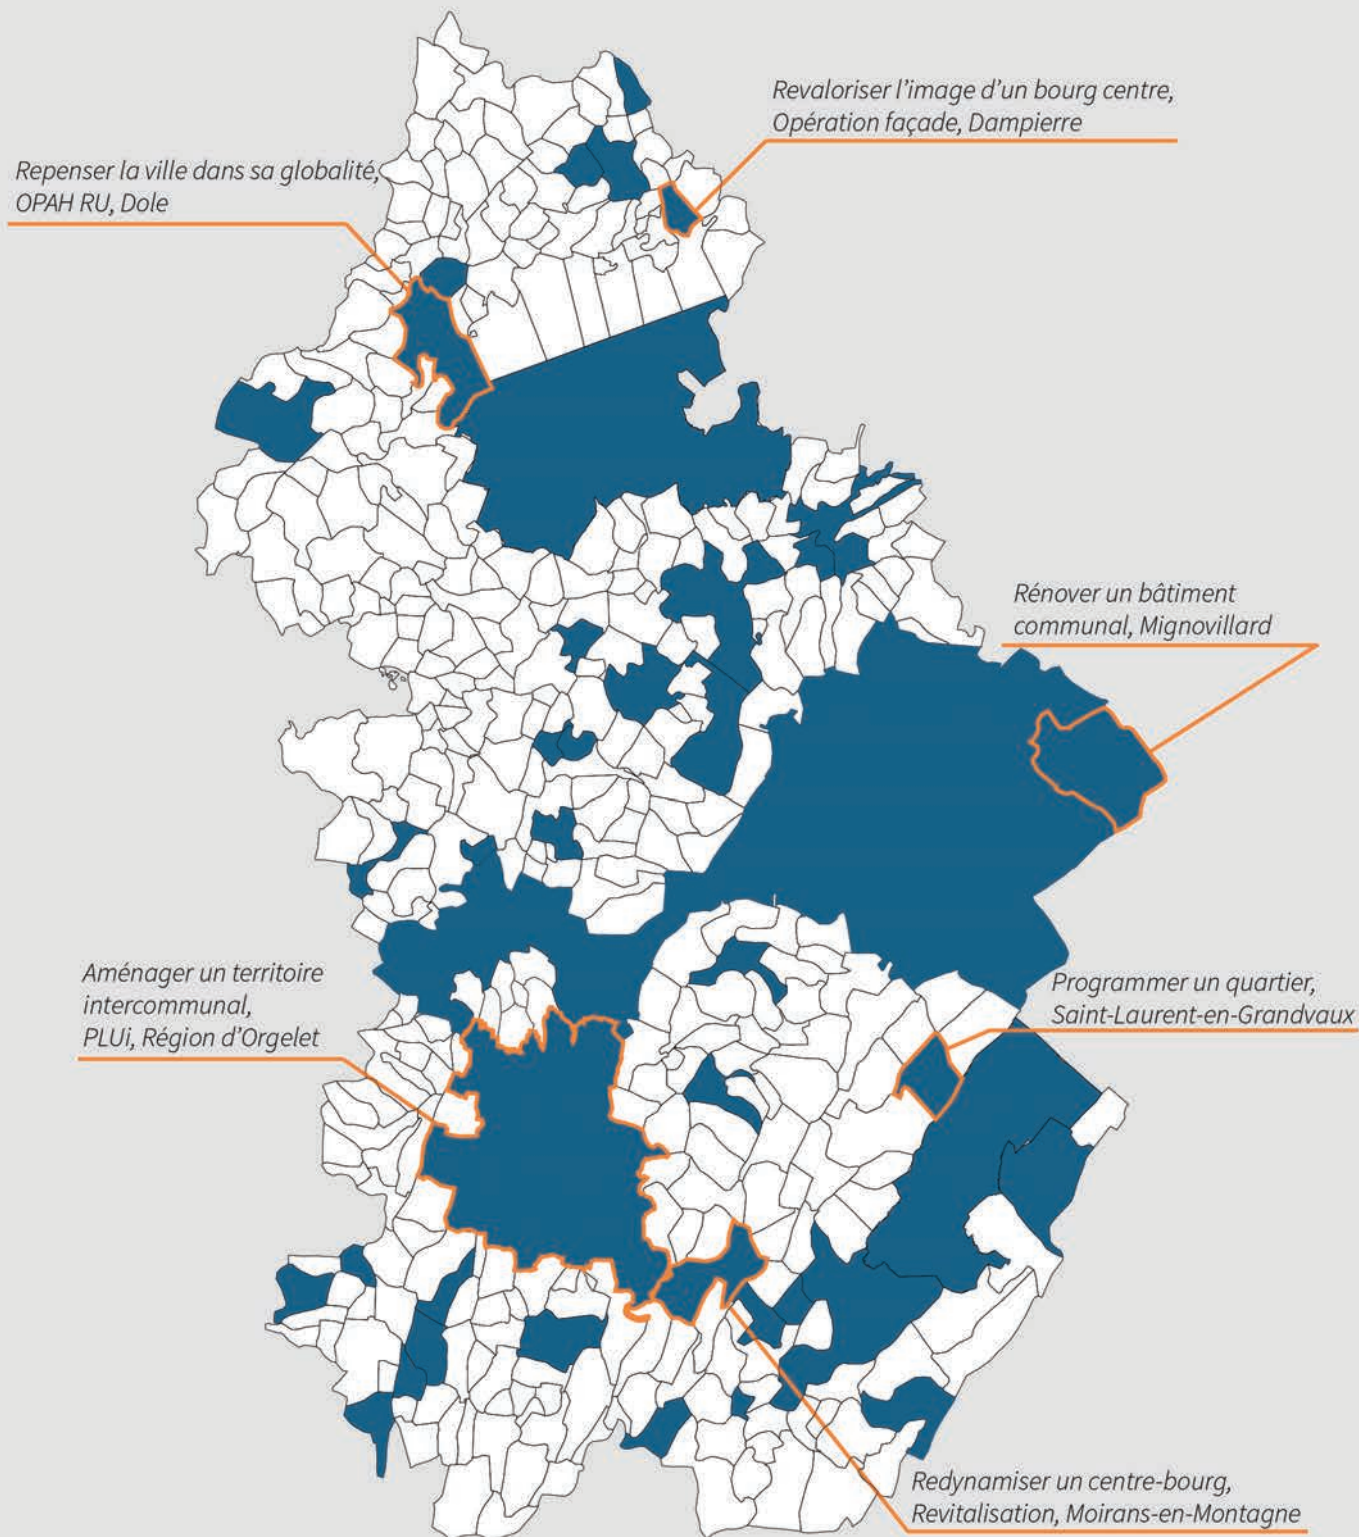 Revaloriser l’image d’un bourg centre,
Opération façade, Dampierre
Repenser la ville dans sa globalité,
OPAH RU, Dole
Rénover un bâtiment
communal, Mignovillard
Aménager un territoire
intercommunal,
PLUi, Région d’Orgelet
Programmer un quartier,
Saint-Laurent-en-Grandvaux
Redynamiser un centre-bourg,
Revitalisation, Moirans-en-Montagne